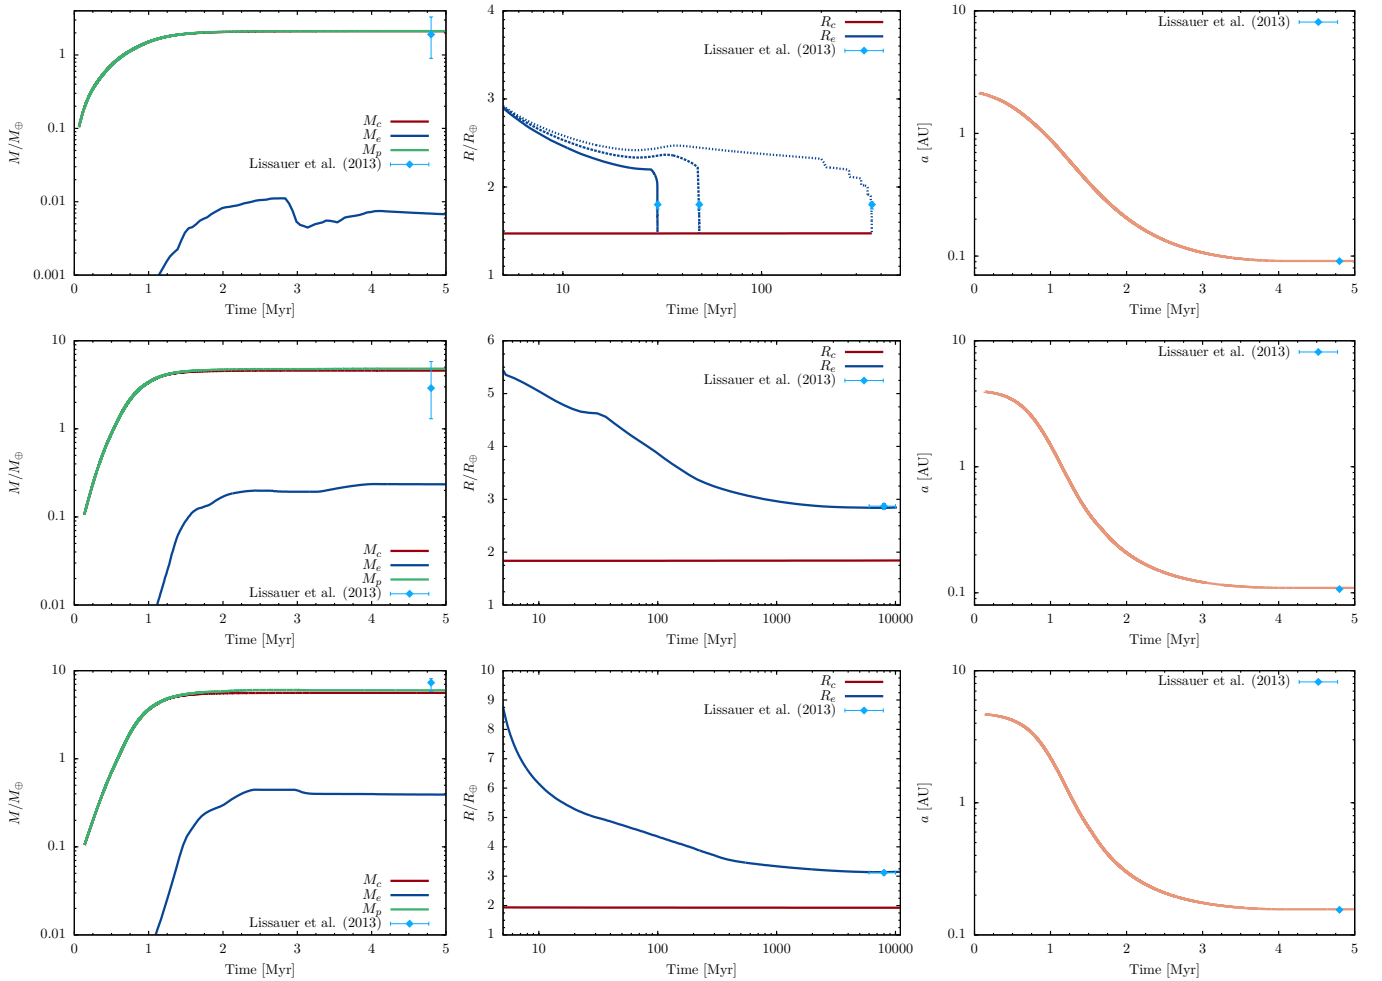 1
0.1
0.01
0.001
0 1 2 3 4 5
Time [Myr]
M/M⊕
M_c
M_e
M_p
Lissauer et al. (2013)
4
3
2
1
10 100
Time [Myr]
R/R⊕
R_c
R_e
Lissauer et al. (2013)
10
1
0.1
0 1 2 3 4 5
Time [Myr]
a [AU]
Lissauer et al. (2013)
10
1
0.1
0.01
0 1 2 3 4 5
Time [Myr]
M/M⊕
M_c
M_e
M_p
Lissauer et al. (2013)
6
5
4
3
2
1
10 100 1000 10000
Time [Myr]
R/R⊕
R_c
R_e
Lissauer et al. (2013)
10
1
0.1
0 1 2 3 4 5
Time [Myr]
a [AU]
Lissauer et al. (2013)
10
1
0.1
0.01
0 1 2 3 4 5
Time [Myr]
M/M⊕
M_c
M_e
M_p
Lissauer et al. (2013)
10
9
8
7
6
5
4
3
2
1
10 100 1000 10000
Time [Myr]
R/R⊕
R_c
R_e
Lissauer et al. (2013)
10
1
0.1
0 1 2 3 4 5
Time [Myr]
a [AU]
Lissauer et al. (2013)